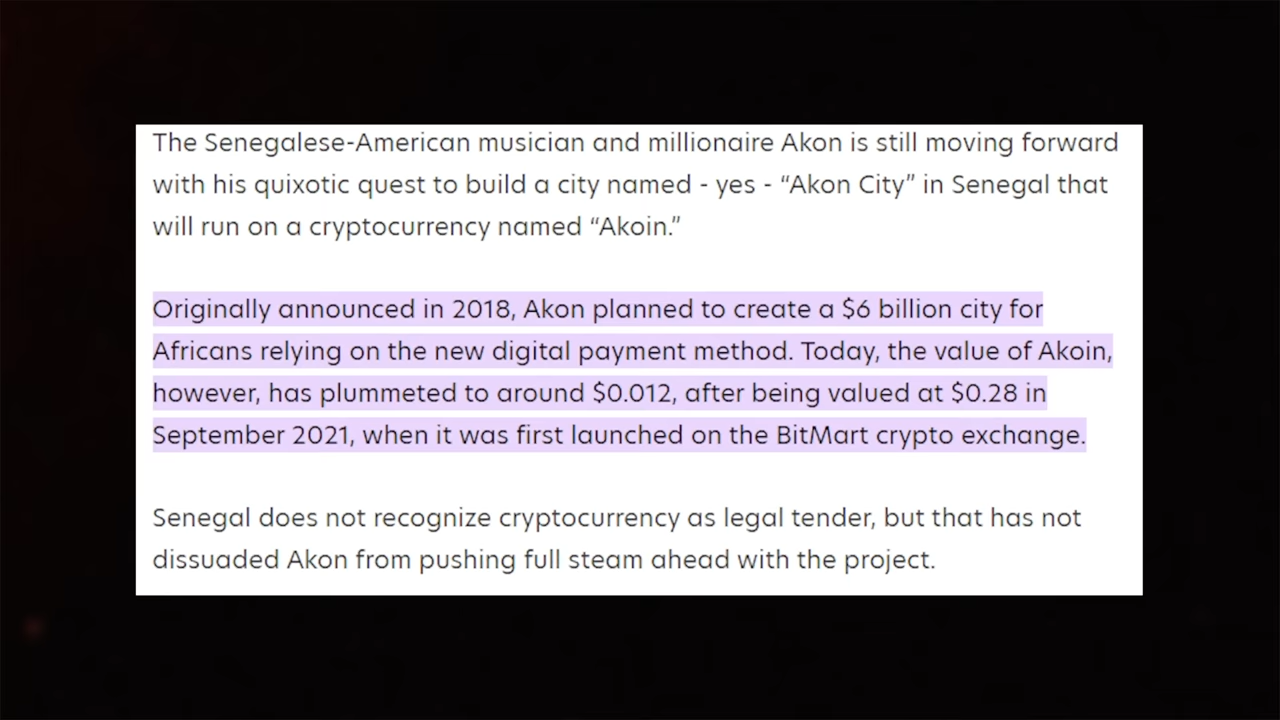 The Senegalese-American musician and millionaire Akon is still moving forward
with his quixotic quest to build a city named - yes - “Akon City” in Senegal that
will run on a cryptocurrency named “Akoin.”
Originally announced in 2018, Akon planned to create a $6 billion city for
Africans relying on the new digital payment method. Today, the value of Akoin,
however, has plummeted to around $0.012, after being valued at $0.28 in
September 2021, when it was first launched on the BitMart crypto exchange.
Senegal does not recognize cryptocurrency as legal tender, but that has not
dissuaded Akon from pushing full steam ahead with the project.